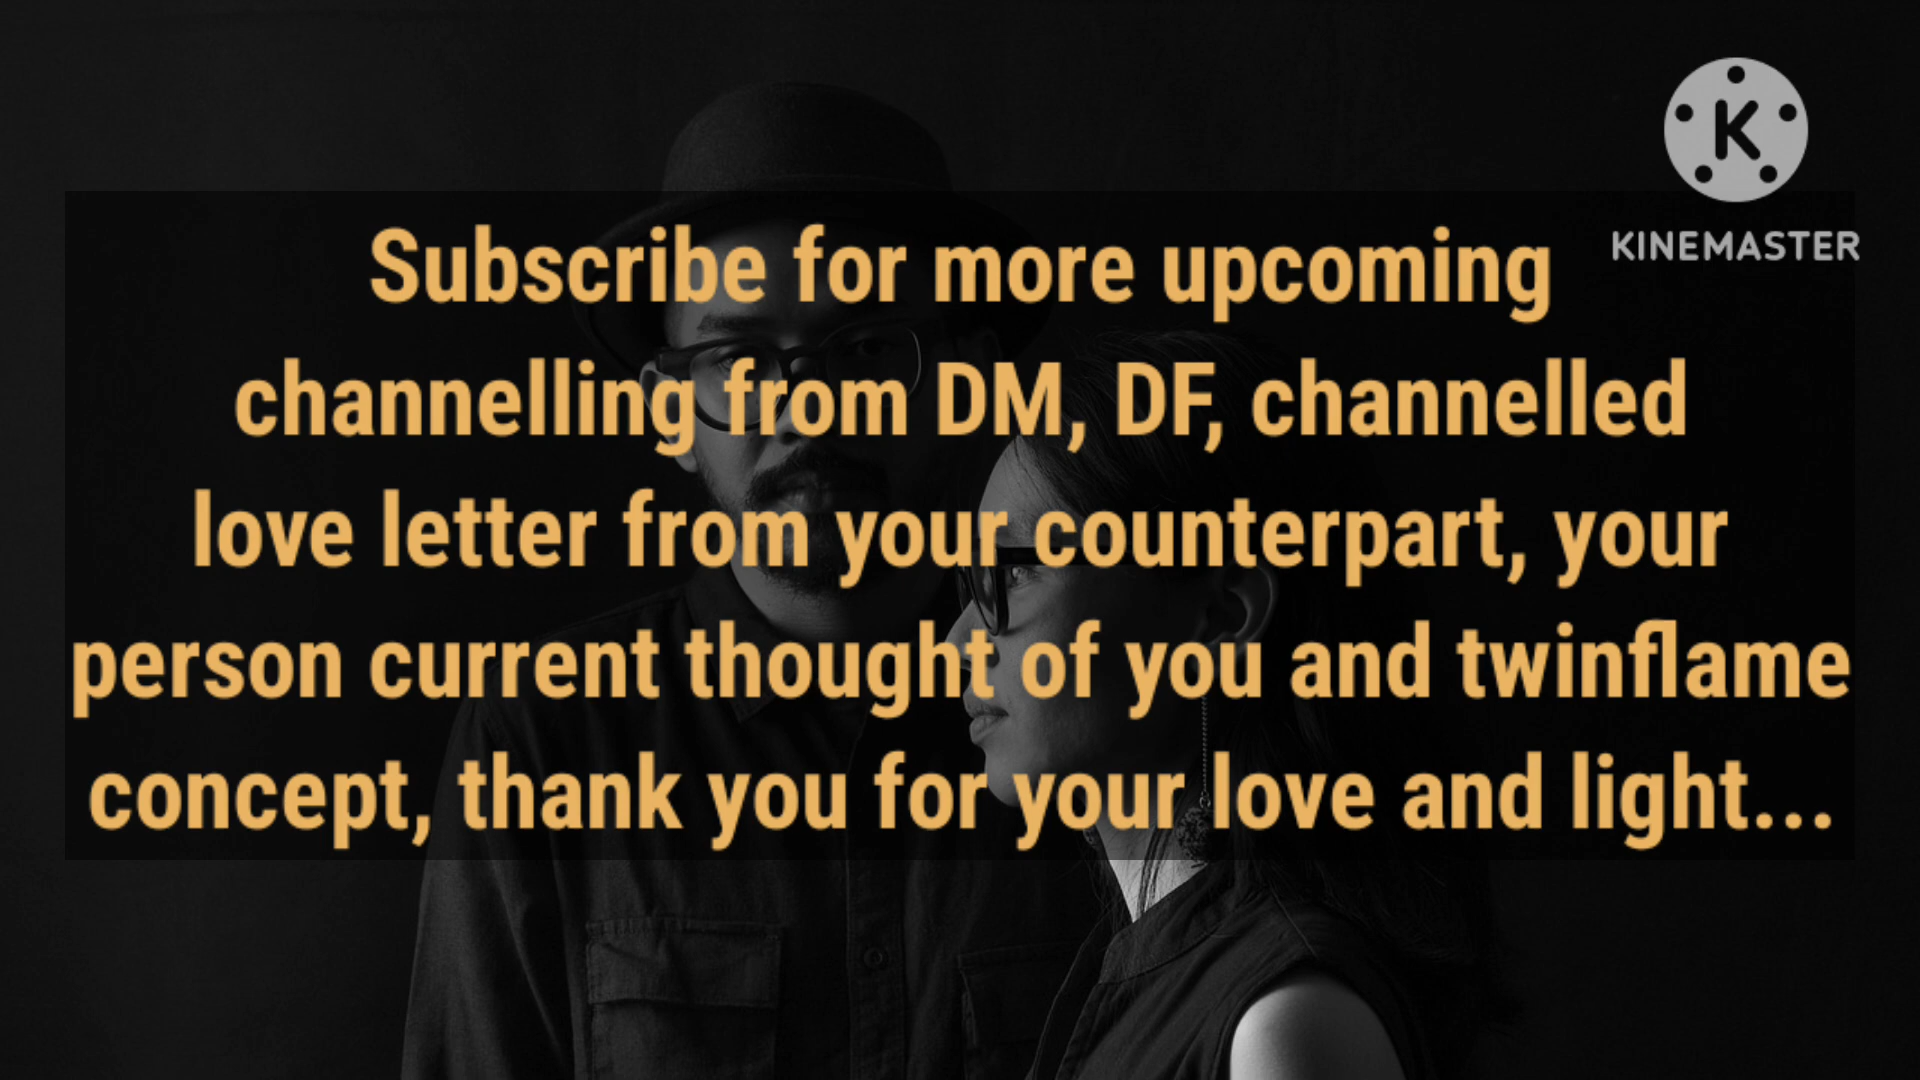 K
KINEMASTER
Subscribe for more upcoming
channelling from DM, DF, channelled
love letter from your counterpart, your
person current thought of you and twinflame
concept, thank you for your love and light...